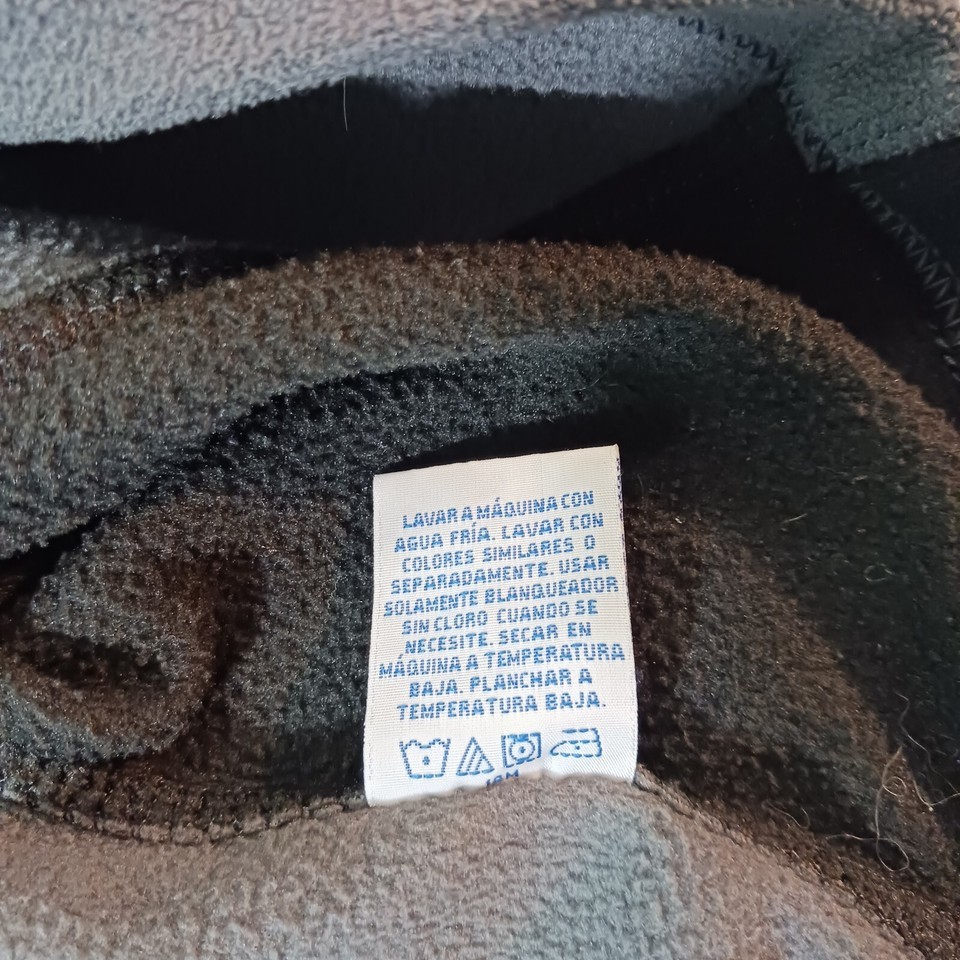 LAVAR A MÁQUINA CON
AGUA FRÍA. LAVAR CON
COLORES SIMILARES O
SEPARADAMENTE. USAR
SOLAMENTE BLANQUEADOR
SIN CLORO CUANDO SE
NECESITE. SECAR EN
MÁQUINA A TEMPERATURA
BAJA. PLANCHAR A
TEMPERATURA BAJA.
18M